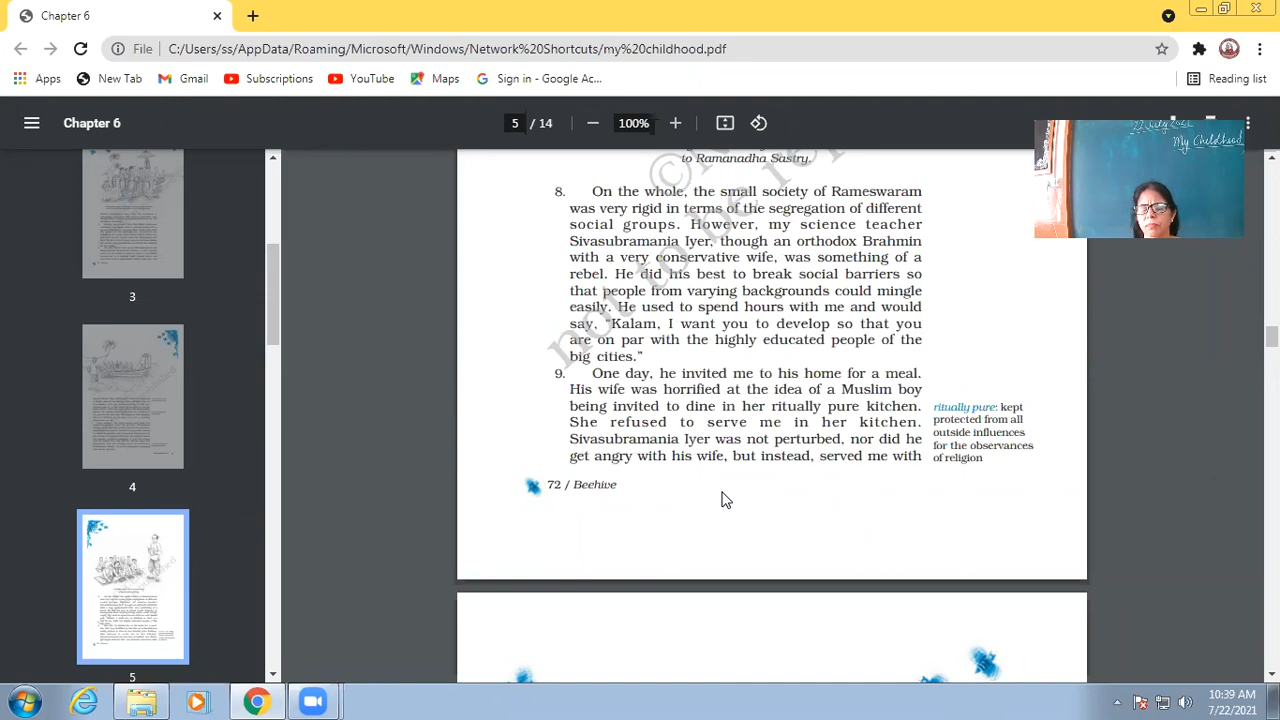 Chapter 6
File
C:/Users/ss/AppData/Roaming/Microsoft/Windows/Network%20Shortcuts/my%20childhood.pdf
Apps
New Tab
Gmail
Subscriptions
YouTube
Maps
Sign in - Google Ac...
Reading list
Chapter 6
5 / 14
100%
22 July
My Childhood
3
4
5
to Ramanadha Sastry.
8. On the whole, the small society of Rameswaram
was very rigid in terms of the segregation of different
social groups. However, my science teacher
Sivasubramania Iyer, though an orthodox Brahmin
with a very conservative wife, was something of a
rebel. He did his best to break social barriers so
that people from varying backgrounds could mingle
easily. He used to spend hours with me and would
say, “Kalam, I want you to develop so that you
are on par with the highly educated people of the
big cities.”
9. One day, he invited me to his home for a meal.
His wife was horrified at the idea of a Muslim boy
being invited to dine in her ritually pure kitchen.
She refused to serve me in her kitchen.
Sivasubramania Iyer was not perturbed, nor did he
get angry with his wife, but instead, served me with
ritually pure: kept
protected from all
outside influences
for the observances
of religion
72 / Beehive
not to be re
10:39 AM
7/22/2021